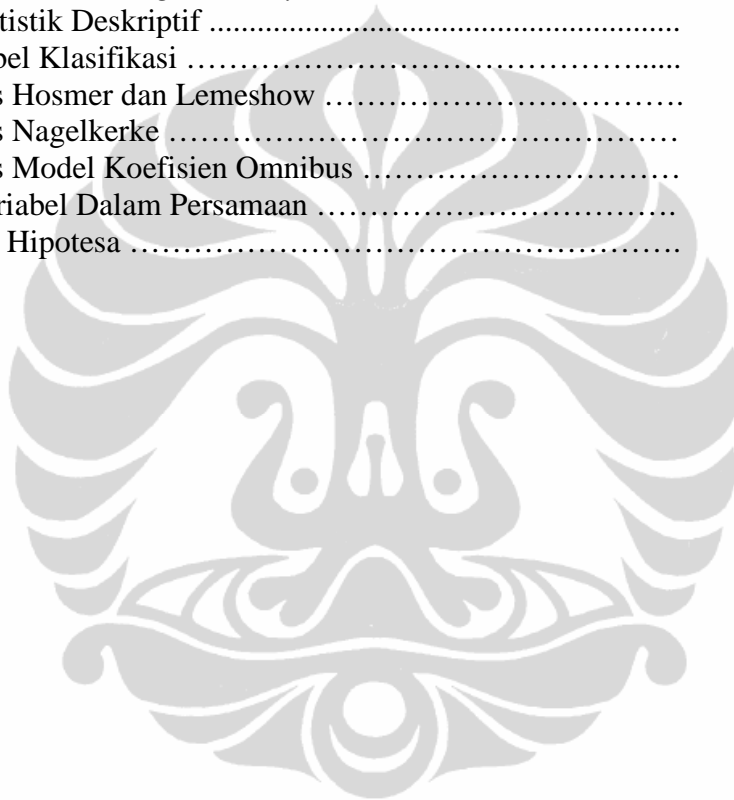 tistik Deskriptif ......................................................
bel Klasifikasi …………………………………….....
s Hosmer dan Lemeshow …………………………….
s Nagelkerke …………………………………………
s Model Koefisien Omnibus …………………………
riabel Dalam Persamaan …………………………….
Hipotesa …………………………………………….